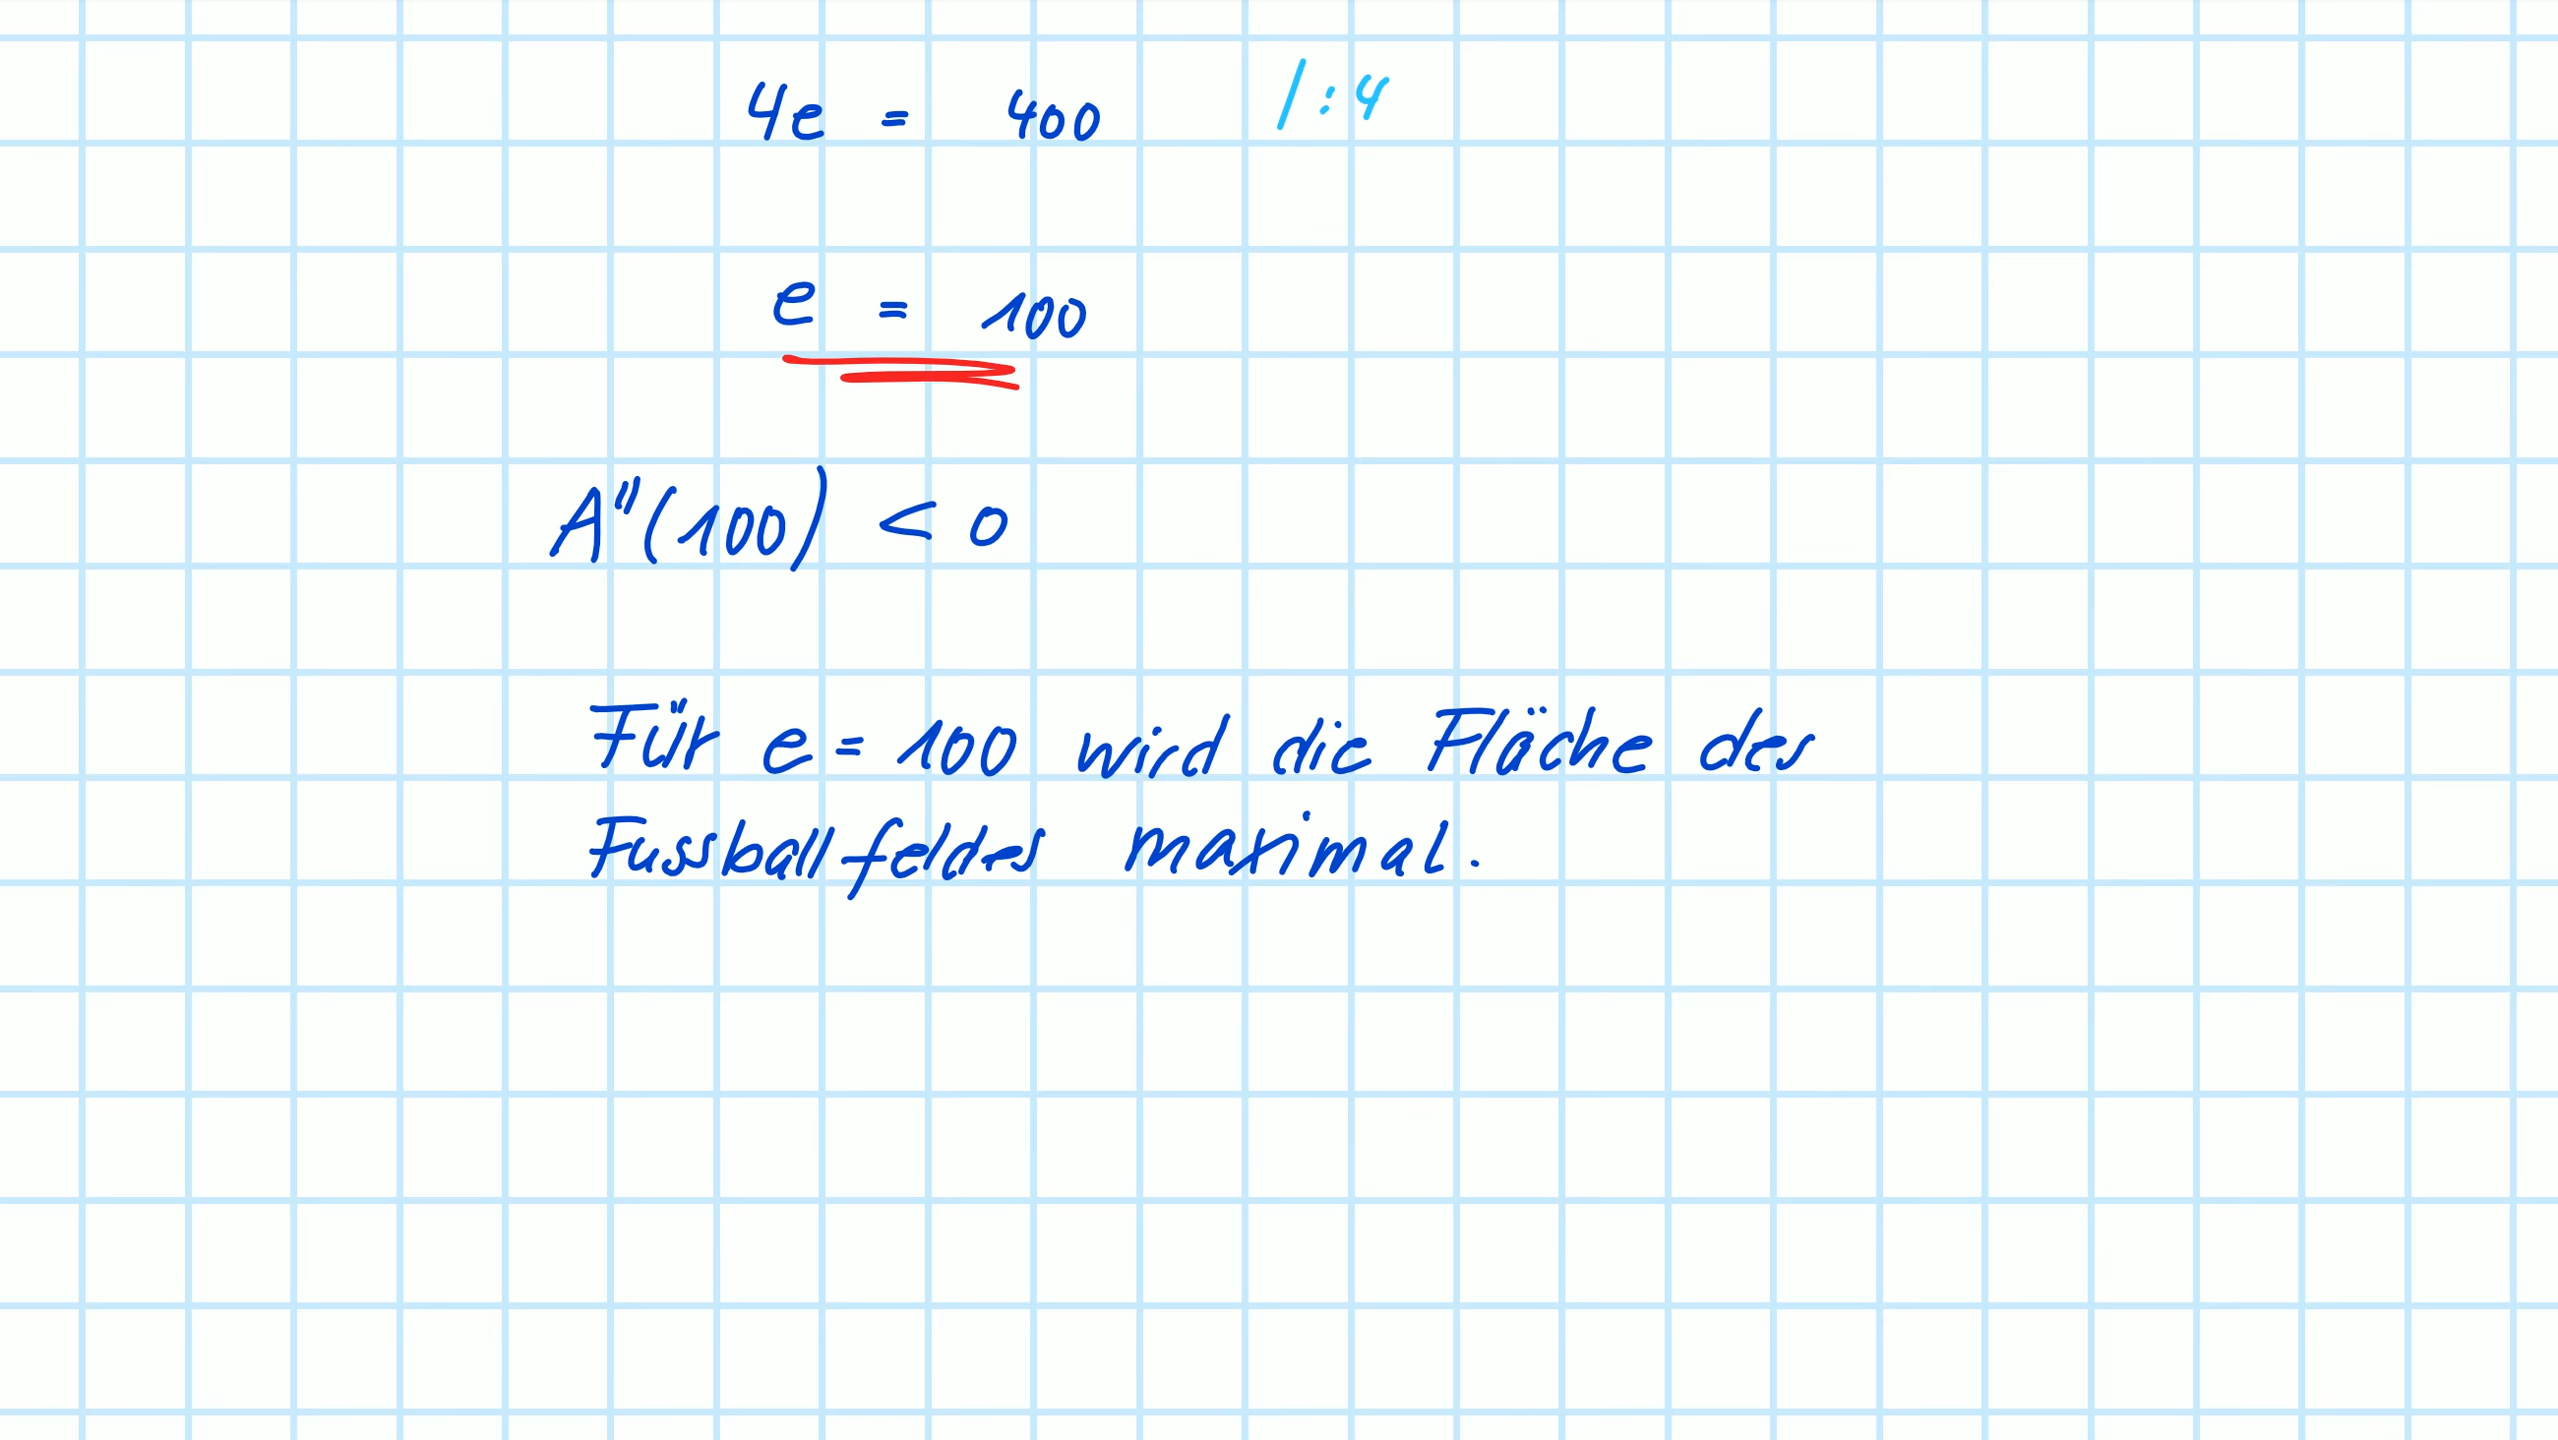 4e = 400 | : 4
e = 100
A''(100) < 0
Für e = 100 wird die Fläche des
Fussballfeldes maximal.